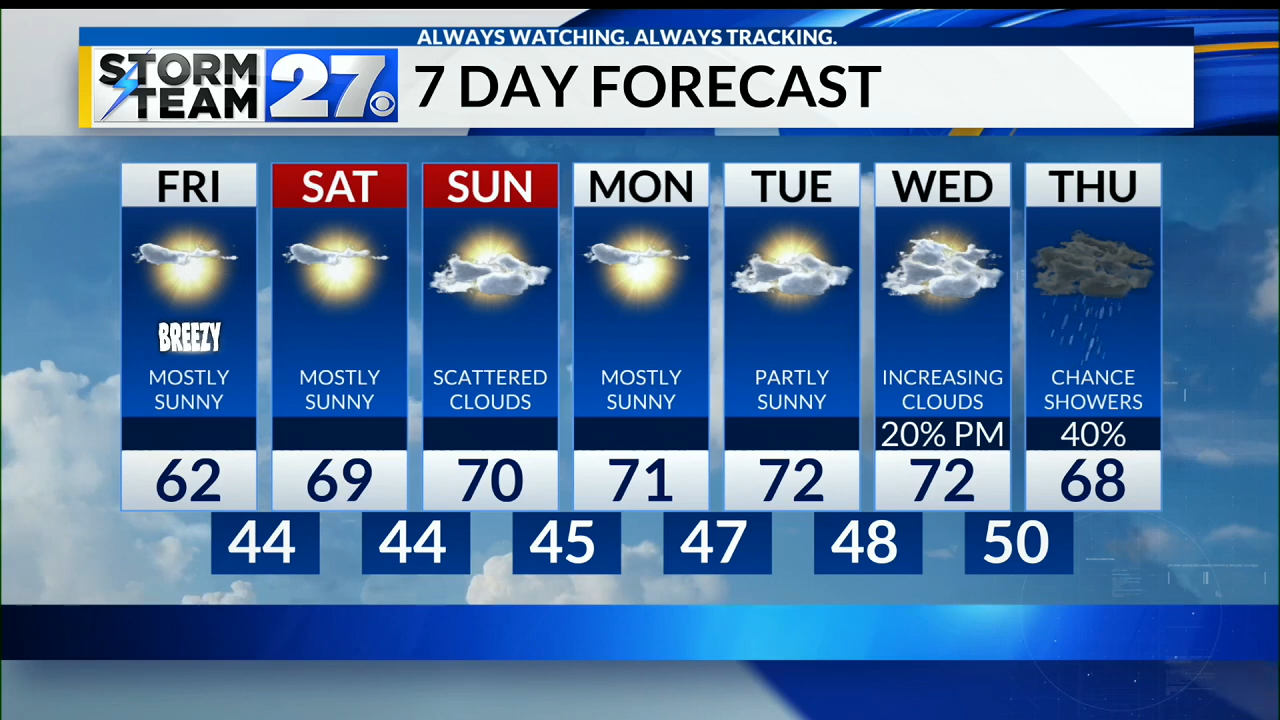 ALWAYS WATCHING. ALWAYS TRACKING.
STORM
TEAM
27
7 DAY FORECAST
FRI SAT SUN MON TUE WED THU
BREEZY
MOSTLY SUNNY
MOSTLY SUNNY
SCATTERED CLOUDS
MOSTLY SUNNY
PARTLY SUNNY
INCREASING CLOUDS
CHANCE SHOWERS
20% PM 40%
62 69 70 71 72 72 68
44 44 45 47 48 50